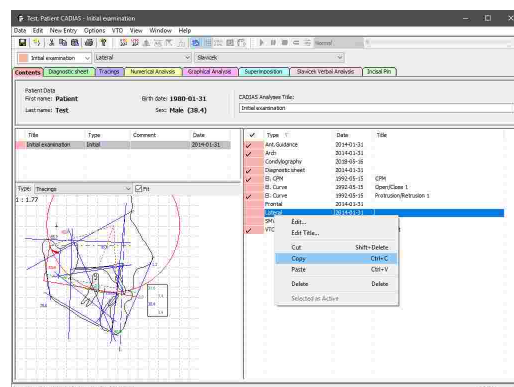 Test, Patient CADIAS - Initial examination
Data Edit New Entry Options VTO View Window Help
Normal
Initial examination Lateral Slavicek
Contents Diagnostic sheet Tracings Numerical Analysis Graphical Analysis Superimposition Slavicek Verbal Analysis Incisal Pin
Patient Data
First name: Patient Birth date: 1980-01-31 CADIAS Analyses Title:
Last name: Test Sex: Male (38.4) Initial examination
Title Type Comment Date
Initial examination Initial 2014-01-31
Type: Tracings Fit
1 : 1.77
Type Date Title
Ant.Guidance 2014-01-31
Arch 2014-01-31
Condylography 2018-05-16
Diagnostic sheet 2014-01-31
El. CPM 1992-05-15 CPM
El. Curve 1992-05-15 Open/Close 1
El. Curve 1992-05-15 Protrusion/Retrusion 1
Frontal 2014-01-31
Lateral 2014-01-31
SMV
VTO
Edit...
Edit Title...
Cut Shift+Delete
Copy Ctrl+C
Paste Ctrl+V
Delete Delete
Selected as Active